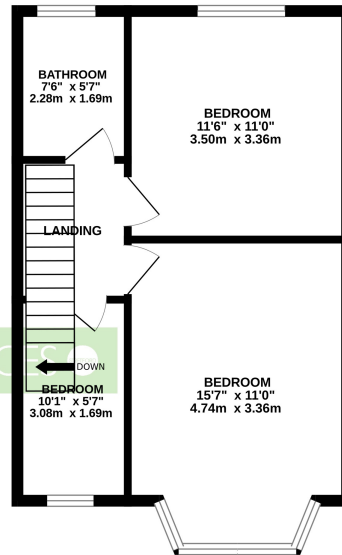 BATHROOM
7'6" x 5'7"
2.28m x 1.69m
BEDROOM
11'6" x 11'0"
3.50m x 3.36m
LANDING
DOWN
BEDROOM
10'1" x 5'7"
3.08m x 1.69m
BEDROOM
15'7" x 11'0"
4.74m x 3.36m